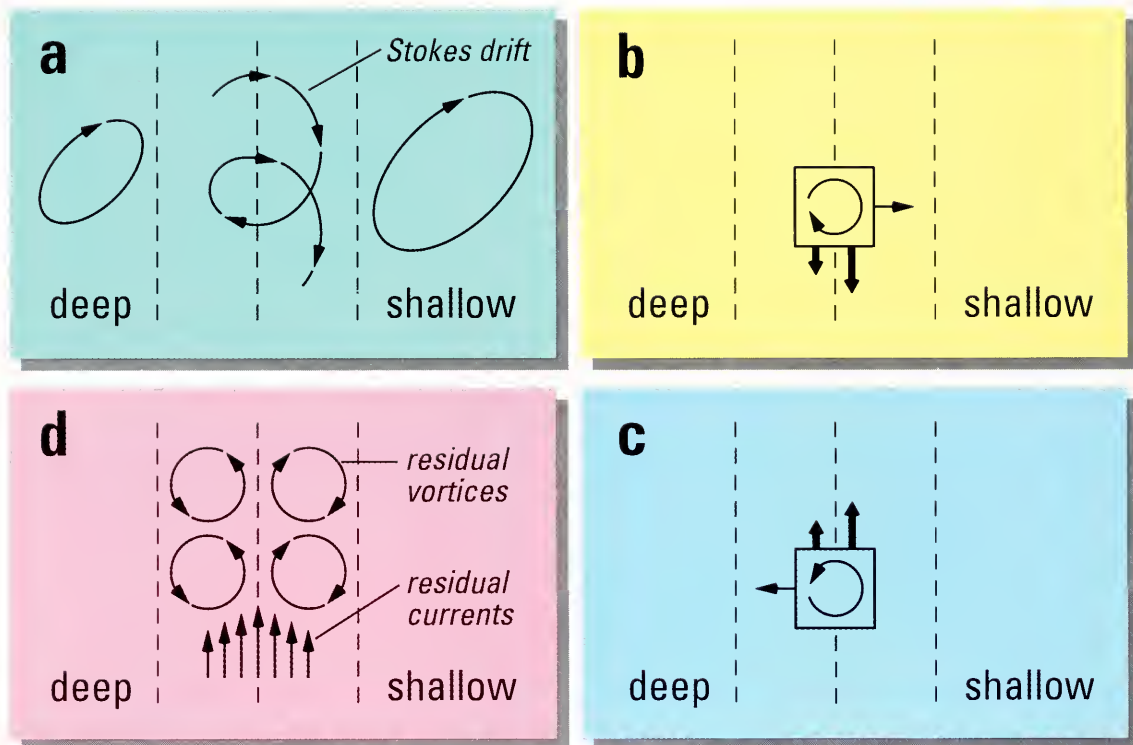 a
Stokes drift
deep
shallow
b
deep
shallow
d
residual
vortices
residual
currents
deep
shallow
c
deep
shallow